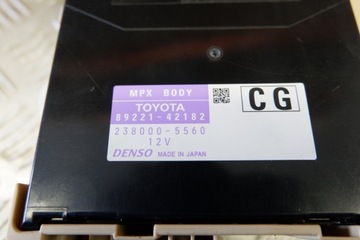 MPX BODY
TOYOTA
89221-42182
238000-5560
12V
DENSO MADE IN JAPAN
CG